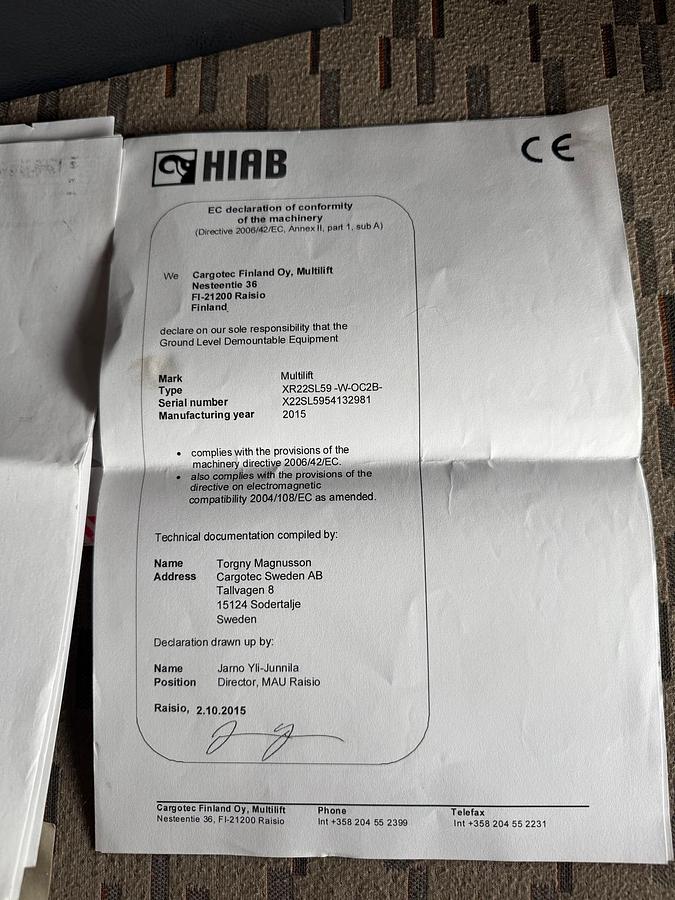 HIAB
CE
EC declaration of conformity
of the machinery
(Directive 2006/42/EC, Annex II, part 1, sub A)
We Cargotec Finland Oy, Multilift
Nesteentie 36
FI-21200 Raisio
Finland
declare on our sole responsibility that the
Ground Level Demountable Equipment
Mark Multilift
Type XR22SL59 -W-OC2B-
Serial number X22SL5954132981
Manufacturing year 2015
• complies with the provisions of the
machinery directive 2006/42/EC.
• also complies with the provisions of the
directive on electromagnetic
compatibility 2004/108/EC as amended.
Technical documentation compiled by:
Name Torgny Magnusson
Address Cargotec Sweden AB
Tallvagen 8
15124 Sodertalje
Sweden
Declaration drawn up by:
Name Jarno Yli-Junnila
Position Director, MAU Raisio
Raisio, 2.10.2015
Cargotec Finland Oy, Multilift Phone Telefax
Nesteentie 36, FI-21200 Raisio Int +358 204 55 2399 Int +358 204 55 2231